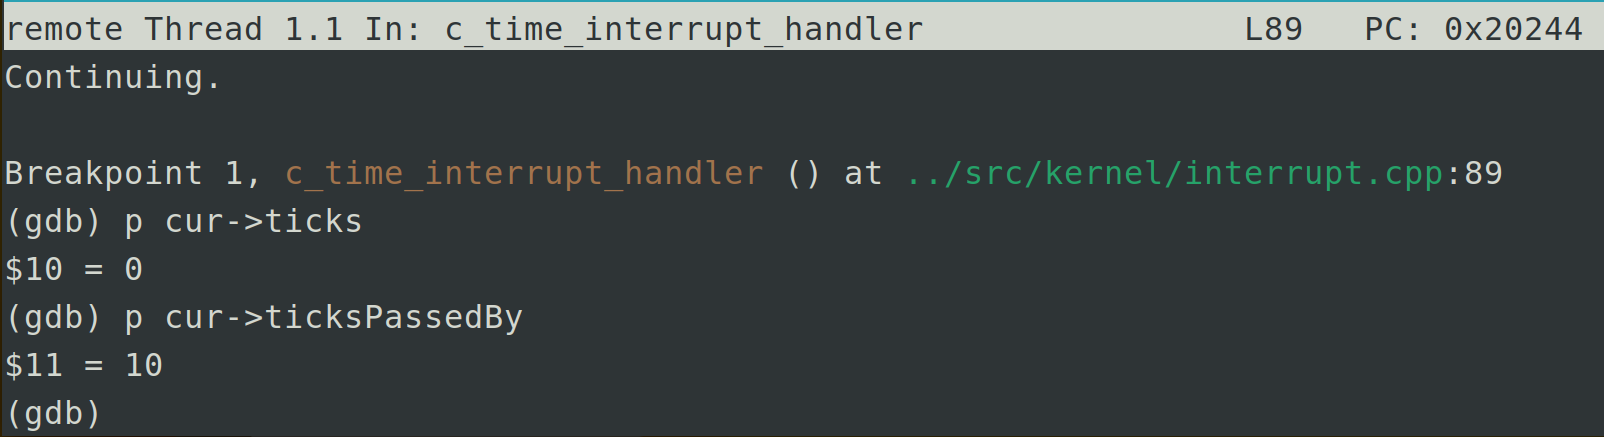 remote Thread 1.1 In: c_time_interrupt_handler L89 PC: 0x20244
Continuing.
Breakpoint 1, c_time_interrupt_handler () at ../src/kernel/interrupt.cpp:89
(gdb) p cur->ticks
$10 = 0
(gdb) p cur->ticksPassedBy
$11 = 10
(gdb)